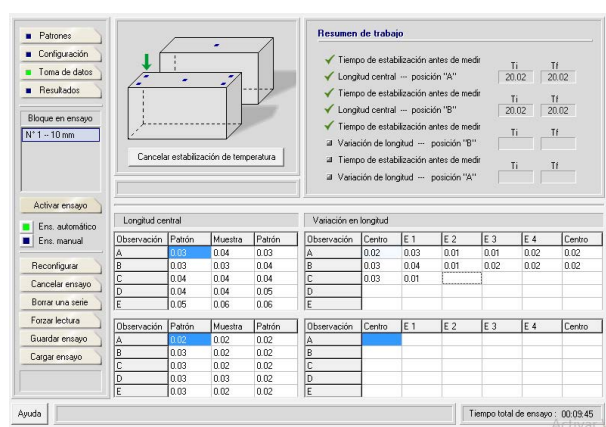 Patrones
Configuración
Toma de datos
Resultados
Bloque en ensayo
N° 1 -- 10 mm
Activar ensayo
Ens. automático
Ens. manual
Reconfigurar
Cancelar ensayo
Borrar una serie
Forzar lectura
Guardar ensayo
Cargar ensayo
Cancelar estabilización de temperatura
Resumen de trabajo
Tiempo de estabilización antes de medir
Ti Tf
Longitud central --- posición "A" 20.02 20.02
Tiempo de estabilización antes de medir
Ti Tf
Longitud central --- posición "B" 20.02 20.02
Tiempo de estabilización antes de medir
Ti Tf
Variación de longitud --- posición "B"
Tiempo de estabilización antes de medir
Ti Tf
Variación de longitud --- posición "A"
Longitud central
Observación Patrón Muestra Patrón
A 0.03 0.04 0.03
B 0.03 0.03 0.04
C 0.04 0.04 0.04
D 0.04 0.04 0.05
E 0.05 0.06 0.06
Observación Patrón Muestra Patrón
A 0.02 0.02 0.02
B 0.03 0.02 0.02
C 0.03 0.02 0.02
D 0.03 0.03 0.02
E 0.03 0.02 0.02
Variación en longitud
Observación Centro E 1 E 2 E 3 E 4 Centro
A 0.02 0.03 0.01 0.01 0.02 0.02
B 0.03 0.04 0.01 0.02 0.02 0.02
C 0.03 0.01
D
E
Observación Centro E 1 E 2 E 3 E 4 Centro
A
B
C
D
E
Ayuda
Tiempo total de ensayo : 00:09:45